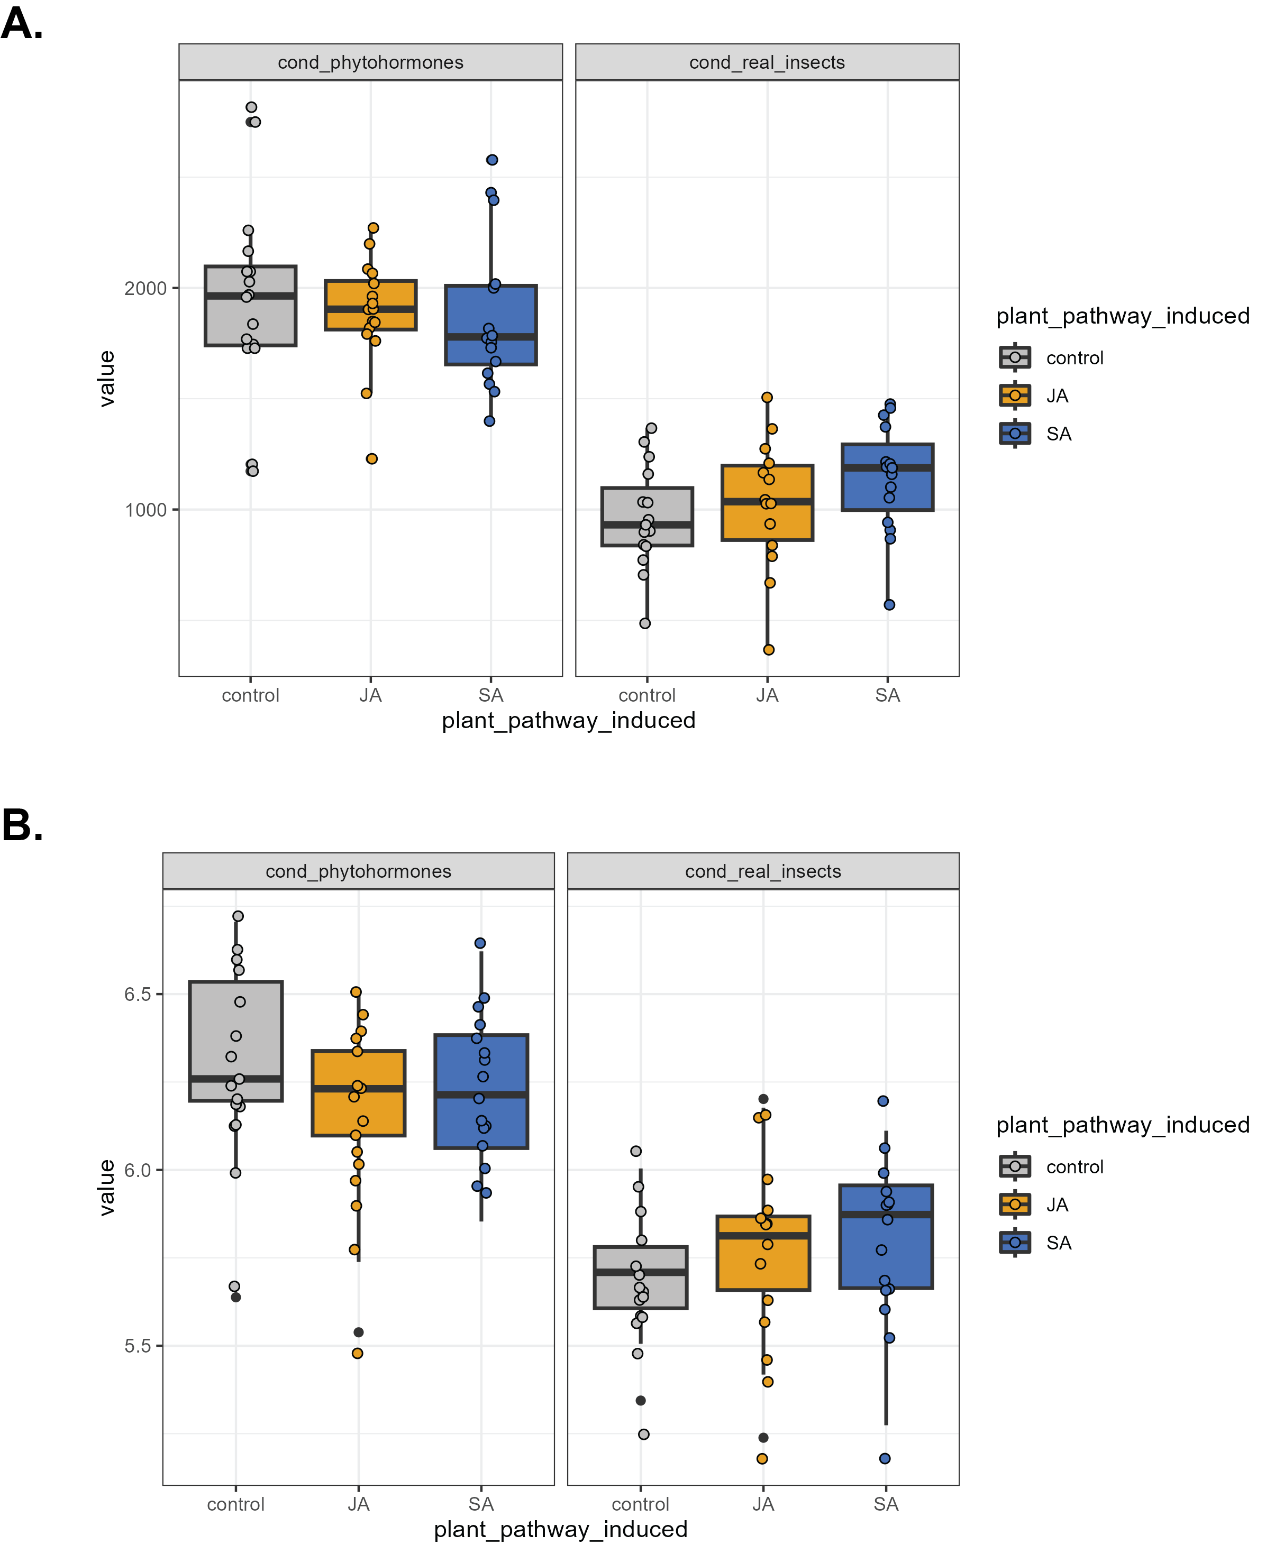 A.
cond_phytohormones cond_real_insects
2000
1000
value
control JA SA control JA SA
plant_pathway_induced
plant_pathway_induced
control
JA
SA
B.
cond_phytohormones cond_real_insects
6.5
6.0
5.5
value
control JA SA control JA SA
plant_pathway_induced
plant_pathway_induced
control
JA
SA